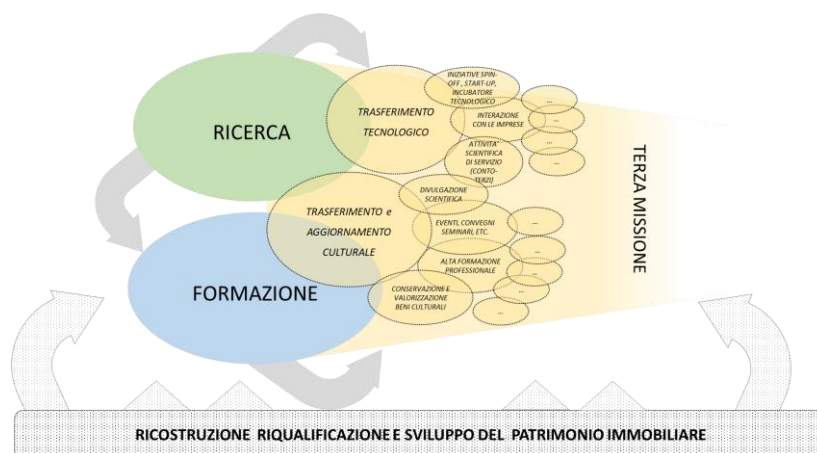 RICERCA
TRASFERIMENTO
TECNOLOGICO
INIZIATIVE SPIN-
OFF , START-UP,
INCUBATORE
TECNOLOGICO
INTERAZIONE
CON LE IMPRESE
ATTIVITA'
SCIENTIFICA
DI SERVIZIO
(CONTO-
TERZI)
...
...
...
...
TERZA MISSIONE
FORMAZIONE
TRASFERIMENTO e
AGGIORNAMENTO
CULTURALE
DIVULGAZIONE
SCIENTIFICA
EVENTI, CONVEGNI
SEMINARI, ETC.
ALTA FORMAZIONE
PROFESSIONALE
CONSERVAZIONE E
VALORIZZAZIONE
BENI CULTURALI
...
...
...
...
...
RICOSTRUZIONE RIQUALIFICAZIONE E SVILUPPO DEL PATRIMONIO IMMOBILIARE